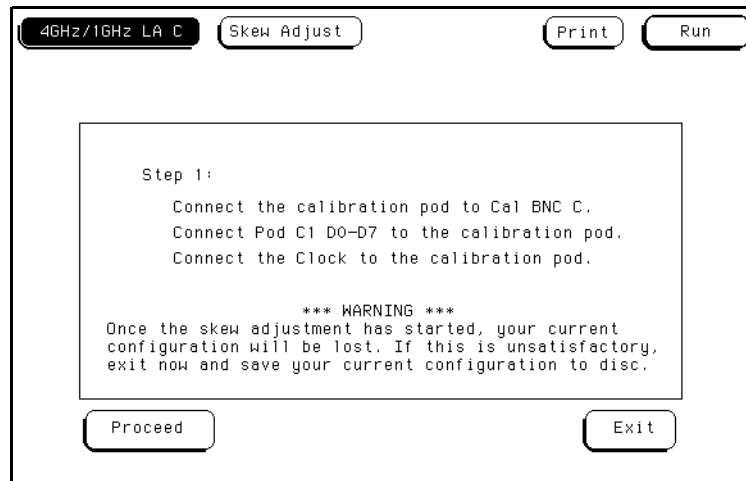 4GHz/1GHz LA C Skew Adjust Print Run
Step 1:
Connect the calibration pod to Cal BNC C.
Connect Pod C1 D0-D7 to the calibration pod.
Connect the Clock to the calibration pod.
*** WARNING ***
Once the skew adjustment has started, your current
configuration will be lost. If this is unsatisfactory,
exit now and save your current configuration to disc.
Proceed Exit